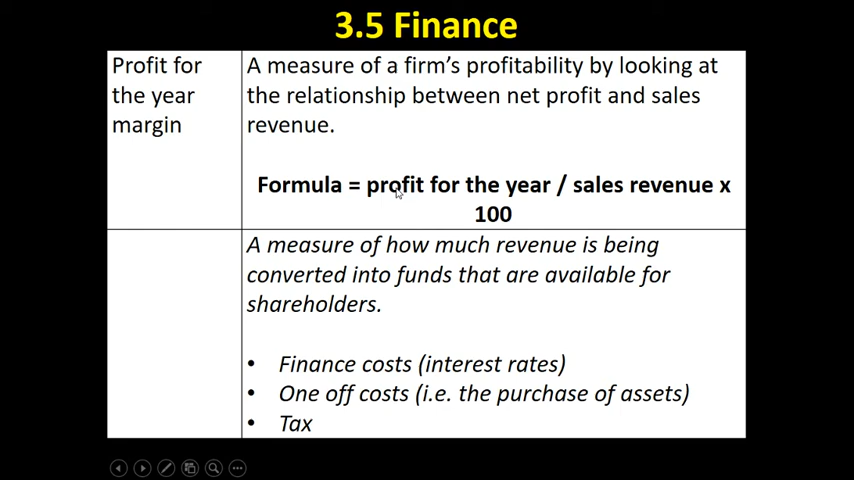 3.5 Finance
Profit for
the year
margin
A measure of a firm's profitability by looking at
the relationship between net profit and sales
revenue.
Formula = profit for the year / sales revenue x
100
A measure of how much revenue is being
converted into funds that are available for
shareholders.
• Finance costs (interest rates)
• One off costs (i.e. the purchase of assets)
• Tax